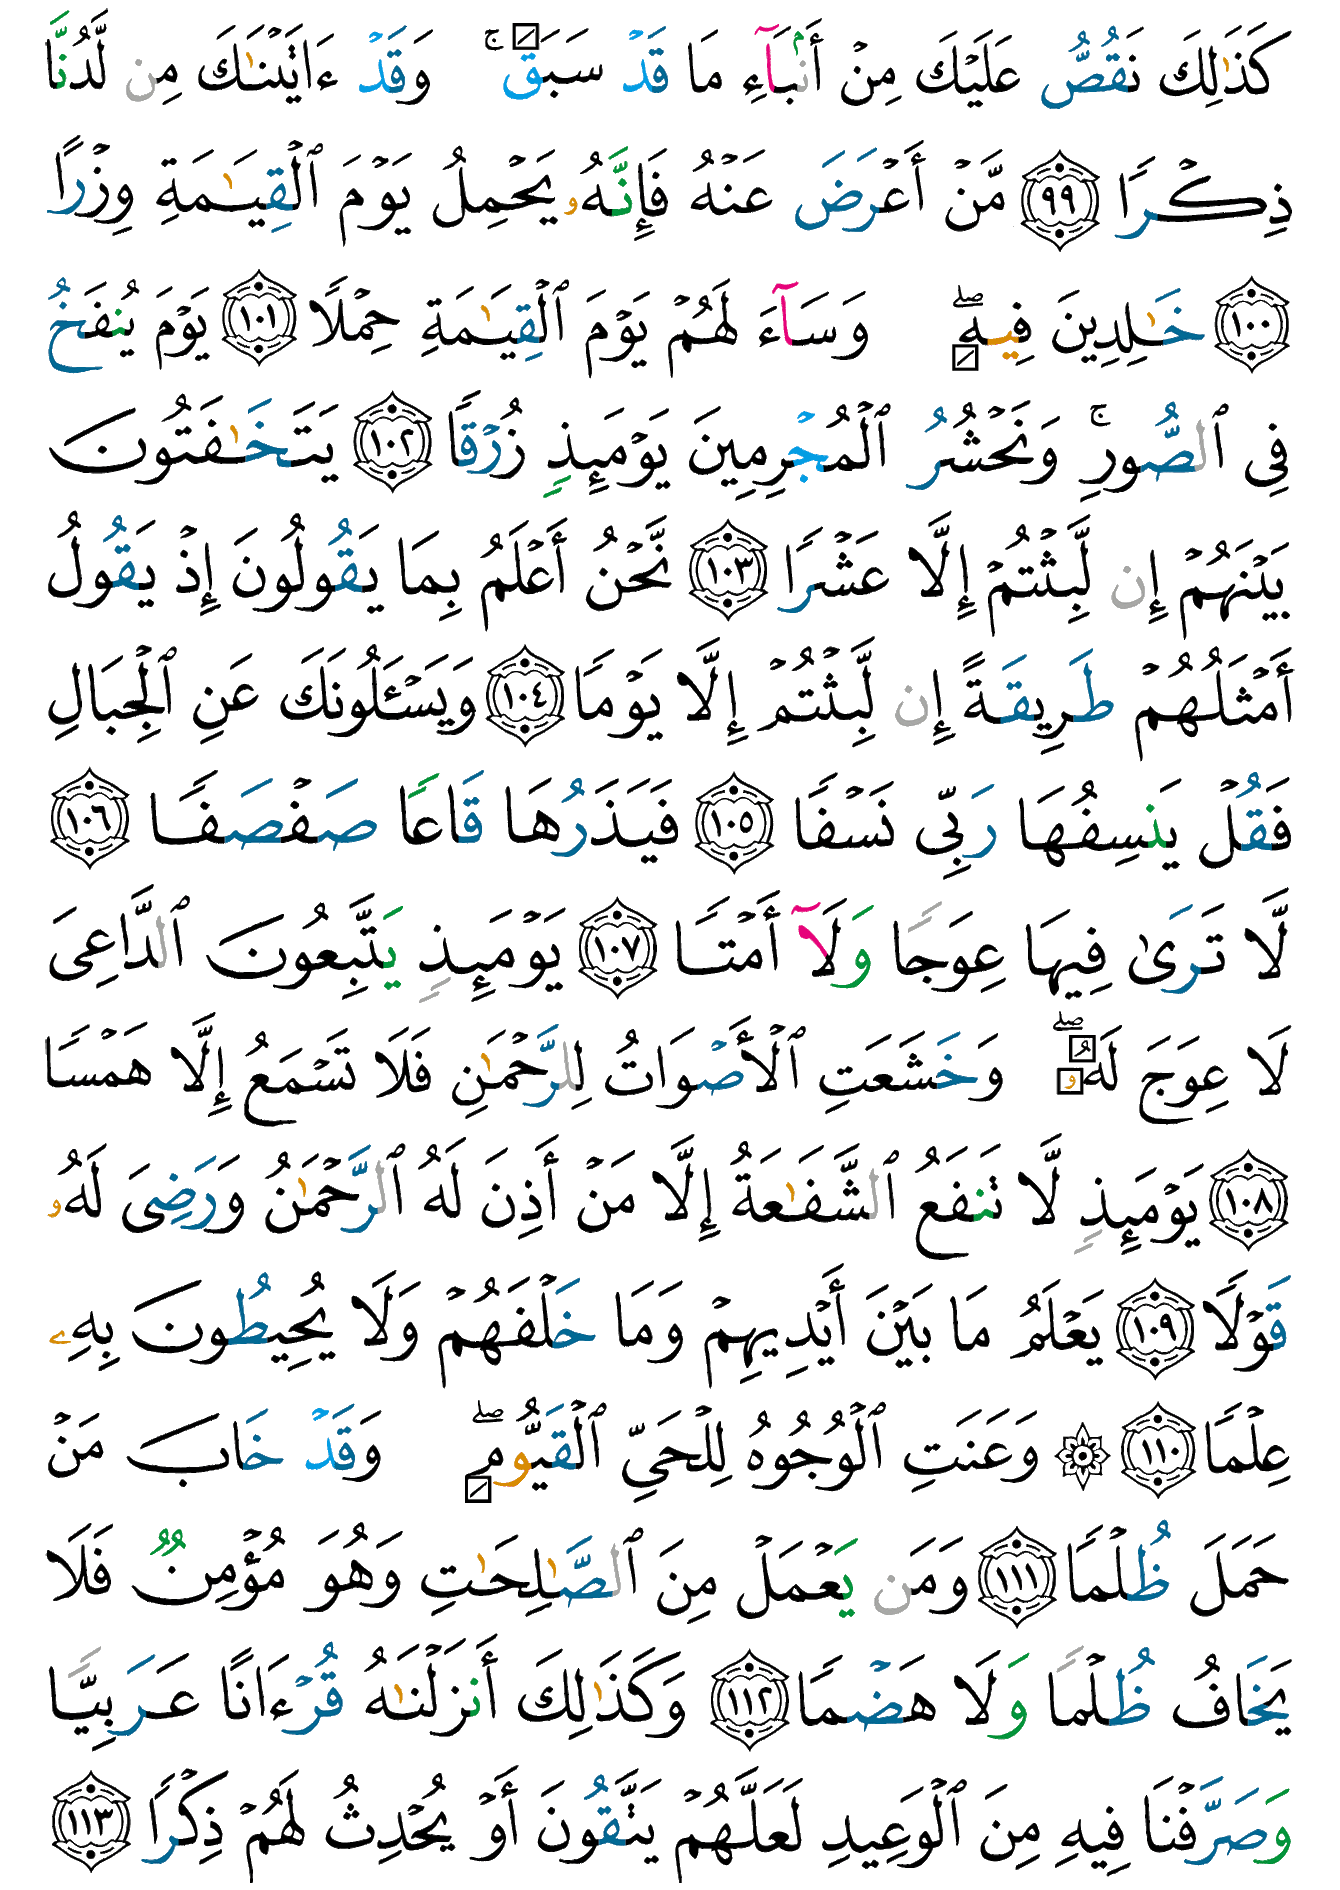 كَذَٰلِكَ نَقُصُّ عَلَيْكَ مِنْ أَنۢبَآءِ مَا قَدْ سَبَقَ ۚ وَقَدْ ءَاتَيْنَٰكَ مِن لَّدُنَّا
ذِكْرًا ٩٩ مَّنْ أَعْرَضَ عَنْهُ فَإِنَّهُۥ يَحْمِلُ يَوْمَ ٱلْقِيَٰمَةِ وِزْرًا
١٠٠ خَٰلِدِينَ فِيهِ ۖ وَسَآءَ لَهُمْ يَوْمَ ٱلْقِيَٰمَةِ حِمْلًا ١٠١ يَوْمَ يُنفَخُ
فِى ٱلصُّورِ ۚ وَنَحْشُرُ ٱلْمُجْرِمِينَ يَوْمَئِذٍ زُرْقًا ١٠٢ يَتَخَٰفَتُونَ
بَيْنَهُمْ إِن لَّبِثْتُمْ إِلَّا عَشْرًا ١٠٣ نَّحْنُ أَعْلَمُ بِمَا يَقُولُونَ إِذْ يَقُولُ
أَمْثَلُهُمْ طَرِيقَةً إِن لَّبِثْتُمْ إِلَّا يَوْمًا ١٠٤ وَيَسْـَٔلُونَكَ عَنِ ٱلْجِبَالِ
فَقُلْ يَنسِفُهَا رَبِّى نَسْفًا ١٠٥ فَيَذَرُهَا قَاعًا صَفْصَفًا ١٠٦
لَّا تَرَىٰ فِيهَا عِوَجًا وَلَآ أَمْتًا ١٠٧ يَوْمَئِذٍ يَتَّبِعُونَ ٱلدَّاعِىَ
لَا عِوَجَ لَهُۥ ۖ وَخَشَعَتِ ٱلْأَصْوَاتُ لِلرَّحْمَٰنِ فَلَا تَسْمَعُ إِلَّا هَمْسًا
١٠٨ يَوْمَئِذٍ لَّا تَنفَعُ ٱلشَّفَٰعَةُ إِلَّا مَنْ أَذِنَ لَهُ ٱلرَّحْمَٰنُ وَرَضِىَ لَهُۥ
قَوْلًا ١٠٩ يَعْلَمُ مَا بَيْنَ أَيْدِيهِمْ وَمَا خَلْفَهُمْ وَلَا يُحِيطُونَ بِهِۦ
عِلْمًا ١١٠ ۞ وَعَنَتِ ٱلْوُجُوهُ لِلْحَىِّ ٱلْقَيُّومِ ۖ وَقَدْ خَابَ مَنْ
حَمَلَ ظُلْمًا ١١١ وَمَن يَعْمَلْ مِنَ ٱلصَّٰلِحَٰتِ وَهُوَ مُؤْمِنٌ فَلَا
يَخَافُ ظُلْمًا وَلَا هَضْمًا ١١٢ وَكَذَٰلِكَ أَنزَلْنَٰهُ قُرْءَانًا عَرَبِيًّا
وَصَرَّفْنَا فِيهِ مِنَ ٱلْوَعِيدِ لَعَلَّهُمْ يَتَّقُونَ أَوْ يُحْدِثُ لَهُمْ ذِكْرًا ١١٣